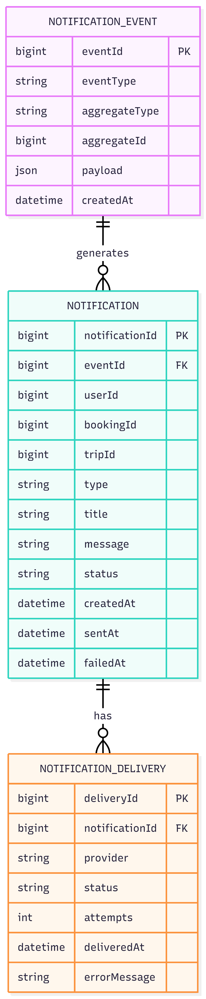 NOTIFICATION_EVENT
bigint eventId PK
string eventType
string aggregateType
bigint aggregateId
json payload
datetime createdAt
generates
NOTIFICATION
bigint notificationId PK
bigint eventId FK
bigint userId
bigint bookingId
bigint tripId
string type
string title
string message
string status
datetime createdAt
datetime sentAt
datetime failedAt
has
NOTIFICATION_DELIVERY
bigint deliveryId PK
bigint notificationId FK
string provider
string status
int attempts
datetime deliveredAt
string errorMessage